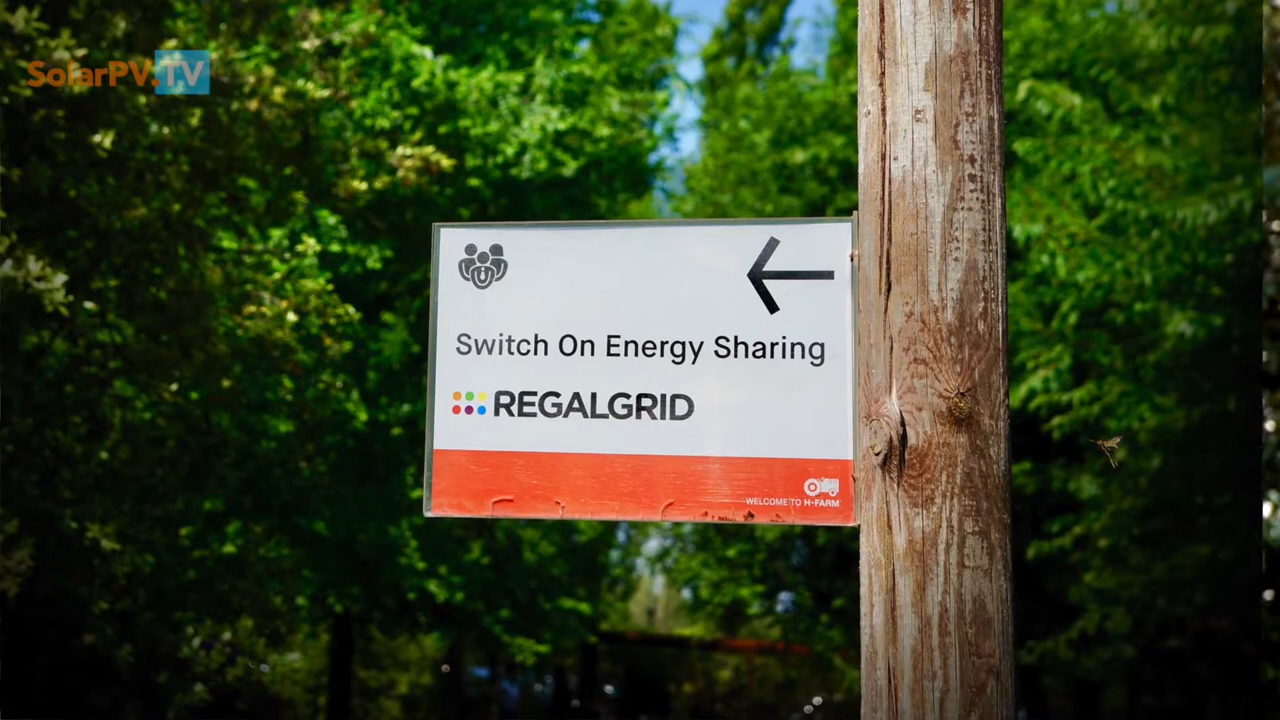 SolarPV.TV
Switch On Energy Sharing
REGALGRID
WELCOME TO H-FARM